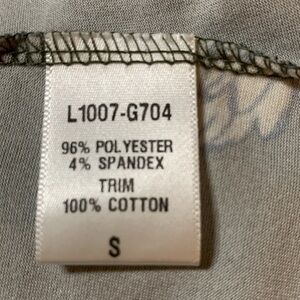 L1007-G704
96% POLYESTER
4% SPANDEX
TRIM
100% COTTON
S